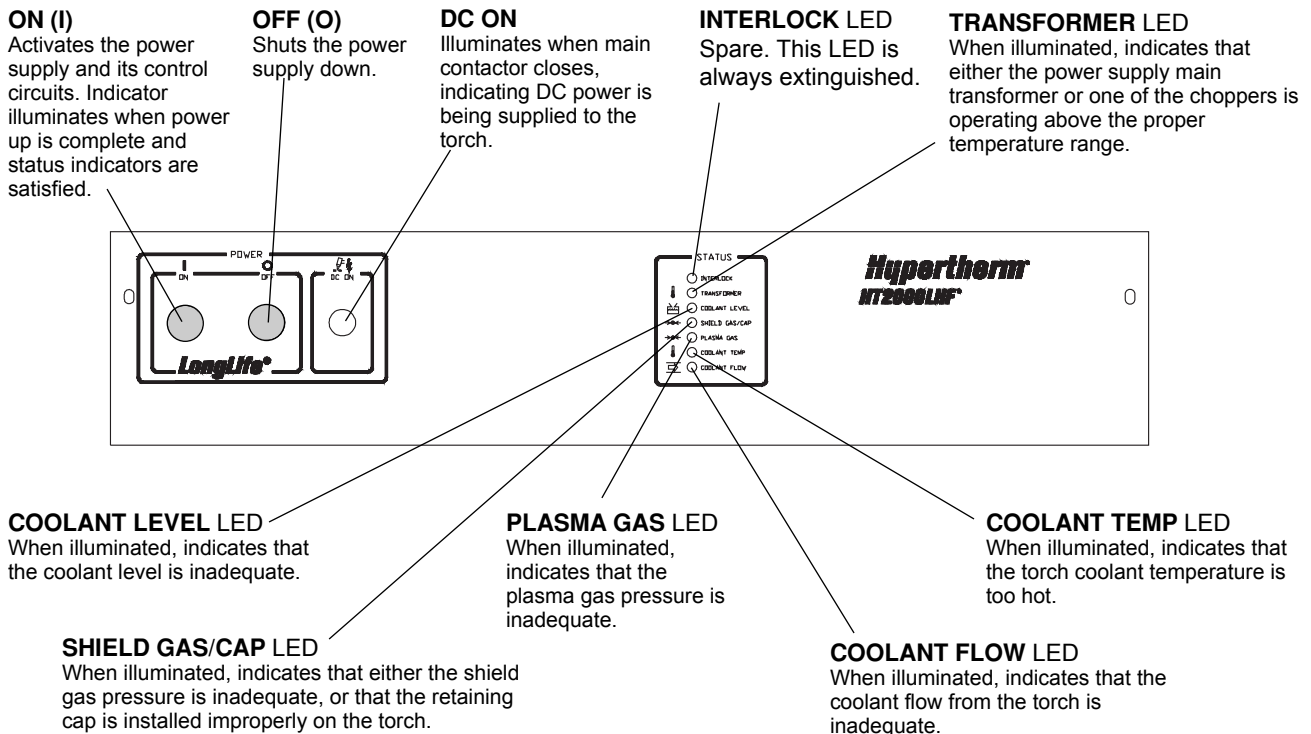 ON (I)
Activates the power
supply and its control
circuits. Indicator
illuminates when power
up is complete and
status indicators are
satisfied.
OFF (O)
Shuts the power
supply down.
DC ON
Illuminates when main
contactor closes,
indicating DC power is
being supplied to the
torch.
INTERLOCK LED
Spare. This LED is
always extinguished.
TRANSFORMER LED
When illuminated, indicates that
either the power supply main
transformer or one of the choppers is
operating above the proper
temperature range.
POWER
I
ON
O
OFF
DC ON
LongLife®
STATUS
INTERLOCK
TRANSFORMER
COOLANT LEVEL
SHIELD GAS/CAP
PLASMA GAS
COOLANT TEMP
COOLANT FLOW
Hypertherm
HT2000LHF
COOLANT LEVEL LED
When illuminated, indicates that
the coolant level is inadequate.
SHIELD GAS/CAP LED
When illuminated, indicates that either the shield
gas pressure is inadequate, or that the retaining
cap is installed improperly on the torch.
PLASMA GAS LED
When illuminated,
indicates that the
plasma gas pressure is
inadequate.
COOLANT TEMP LED
When illuminated, indicates that
the torch coolant temperature is
too hot.
COOLANT FLOW LED
When illuminated, indicates that the
coolant flow from the torch is
inadequate.